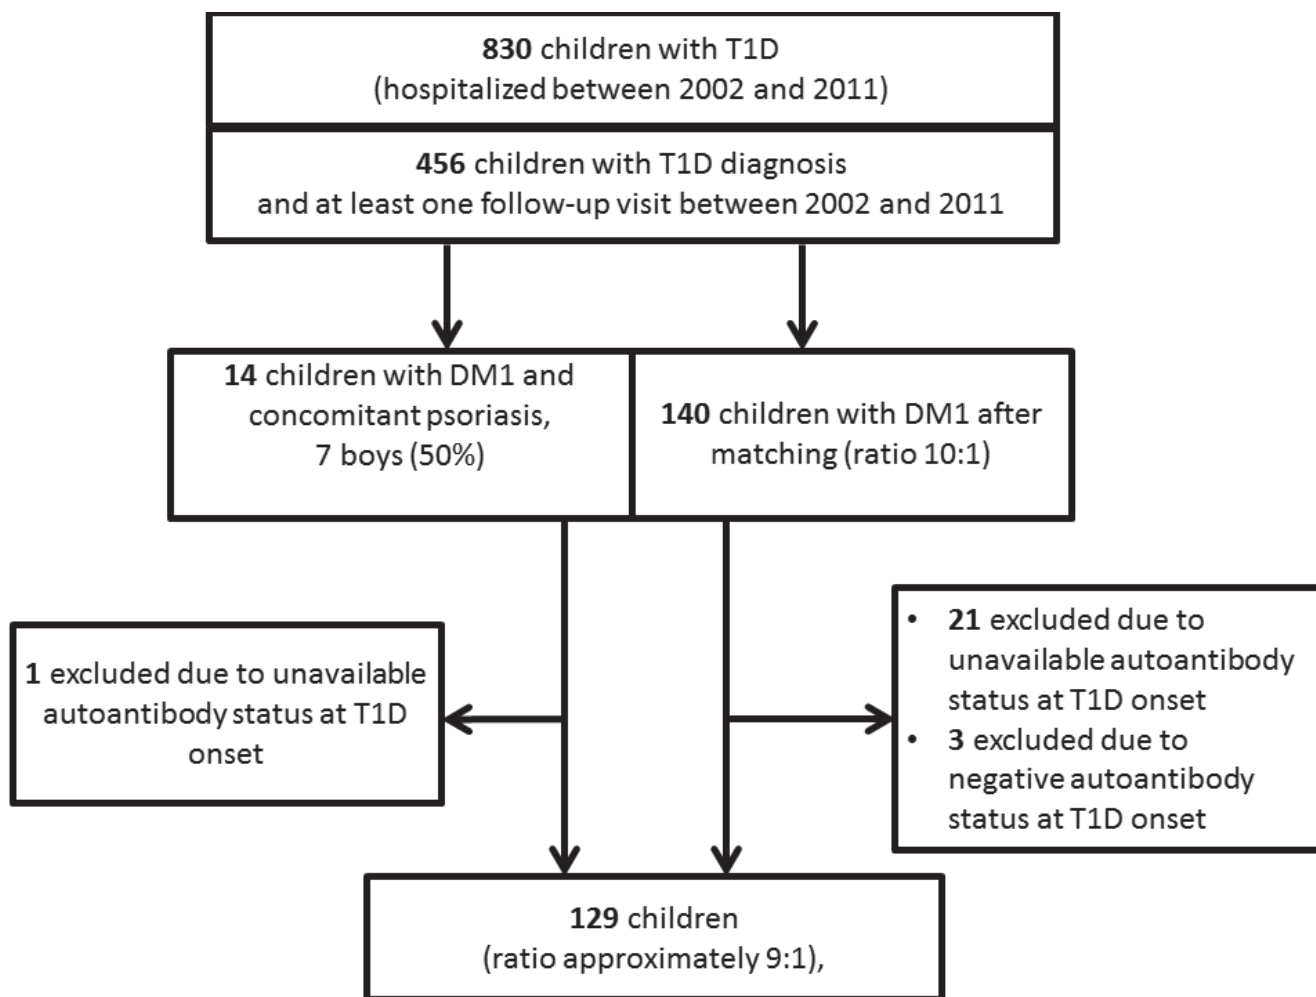 830 children with T1D
(hospitalized between 2002 and 2011)
456 children with T1D diagnosis
and at least one follow-up visit between 2002 and 2011
14 children with DM1 and
concomitant psoriasis,
7 boys (50%)
140 children with DM1 after
matching (ratio 10:1)
1 excluded due to unavailable
autoantibody status at T1D
onset
• 21 excluded due to
unavailable autoantibody
status at T1D onset
• 3 excluded due to
negative autoantibody
status at T1D onset
129 children
(ratio approximately 9:1),